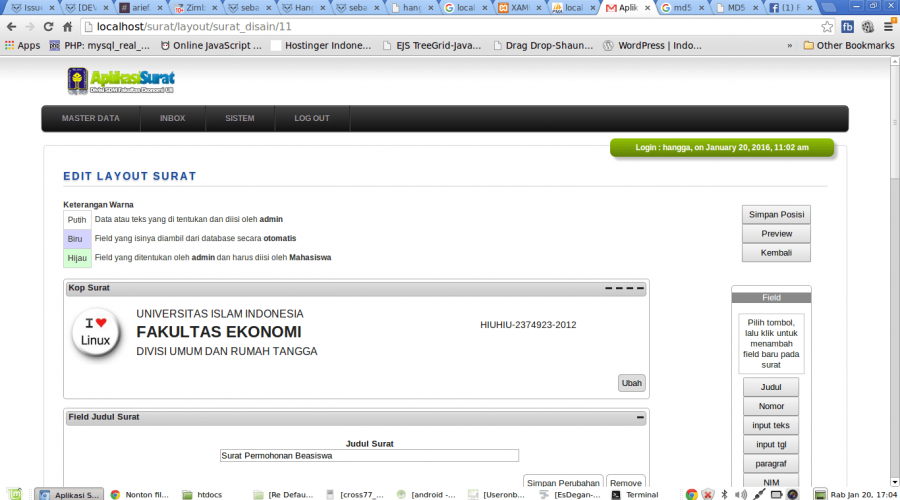 Issue
[DEV
arief
Zimb
seba
Hang
seba
hang
local
XAM
local
Aplik
md5
MD5
(1) F
localhost/surat/layout/surat_disain/11
Apps PHP: mysql_real_... Online JavaScript ... Hostinger Indone... EJS TreeGrid-Java... Drag Drop-Shaun... WordPress | Indo... » Other Bookmarks
AplikasiSurat
Divisi SDM Fakultas Ekonomi UII
MASTER DATA INBOX SISTEM LOG OUT
Login : hangga, on January 20, 2016, 11:02 am
EDIT LAYOUT SURAT
Keterangan Warna
Putih Data atau teks yang di tentukan dan diisi oleh admin
Biru Field yang isinya diambil dari database secara otomatis
Hijau Field yang ditentukan oleh admin dan harus diisi oleh Mahasiswa
Simpan Posisi
Preview
Kembali
Kop Surat
I ♥
Linux
UNIVERSITAS ISLAM INDONESIA
FAKULTAS EKONOMI
DIVISI UMUM DAN RUMAH TANGGA
HIUHIU-2374923-2012
Ubah
Field Judul Surat
Judul Surat
Surat Permohonan Beasiswa
Simpan Perubahan Remove
Field
Pilih tombol,
lalu klik untuk
menambah
field baru pada
surat
Judul
Nomor
input teks
input tgl
paragraf
NIM
Aplikasi S... Nonton fil... htdocs [Re Defau... [cross77_... [android -... [Useronb... [EsDegan-... Terminal Rab Jan 20, 17:04